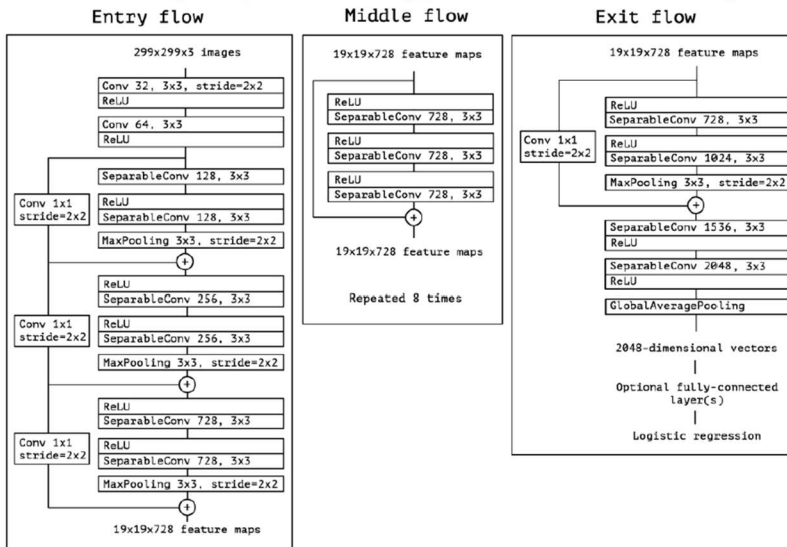 Entry flow
299x299x3 images
Conv 32, 3x3, stride=2x2
ReLU
Conv 64, 3x3
ReLU
SeparableConv 128, 3x3
Conv 1x1
stride=2x2
ReLU
SeparableConv 128, 3x3
MaxPooling 3x3, stride=2x2
+
ReLU
SeparableConv 256, 3x3
Conv 1x1
stride=2x2
ReLU
SeparableConv 256, 3x3
MaxPooling 3x3, stride=2x2
+
ReLU
SeparableConv 728, 3x3
Conv 1x1
stride=2x2
ReLU
SeparableConv 728, 3x3
MaxPooling 3x3, stride=2x2
+
19x19x728 feature maps
Middle flow
19x19x728 feature maps
ReLU
SeparableConv 728, 3x3
ReLU
SeparableConv 728, 3x3
ReLU
SeparableConv 728, 3x3
+
19x19x728 feature maps
Repeated 8 times
Exit flow
19x19x728 feature maps
ReLU
SeparableConv 728, 3x3
Conv 1x1
stride=2x2
ReLU
SeparableConv 1024, 3x3
MaxPooling 3x3, stride=2x2
+
SeparableConv 1536, 3x3
ReLU
SeparableConv 2048, 3x3
ReLU
GlobalAveragePooling
2048-dimensional vectors
Optional fully-connected
layer(s)
Logistic regression